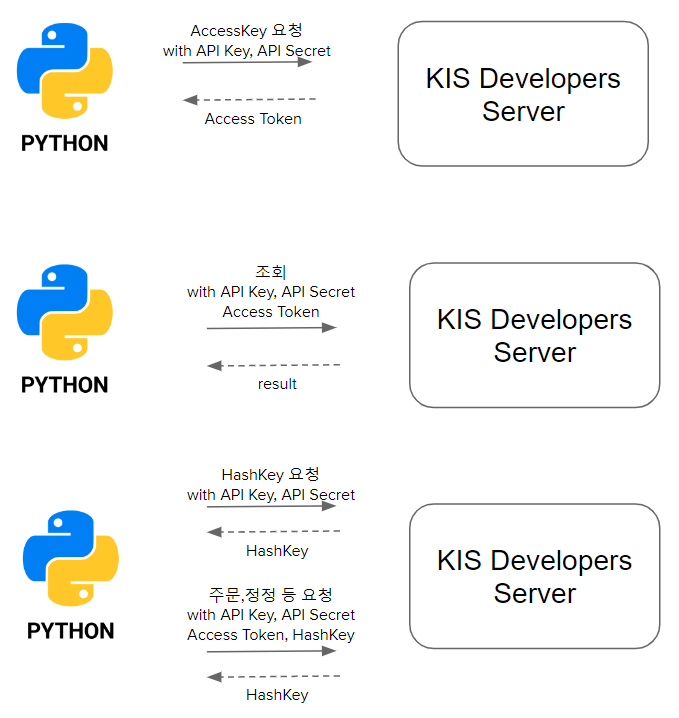 AccessKey 요청
with API Key, API Secret
Access Token
PYTHON
KIS Developers
Server
조회
with API Key, API Secret
Access Token
result
PYTHON
KIS Developers
Server
HashKey 요청
with API Key, API Secret
HashKey
주문,정정 등 요청
with API Key, API Secret
Access Token, HashKey
HashKey
PYTHON
KIS Developers
Server